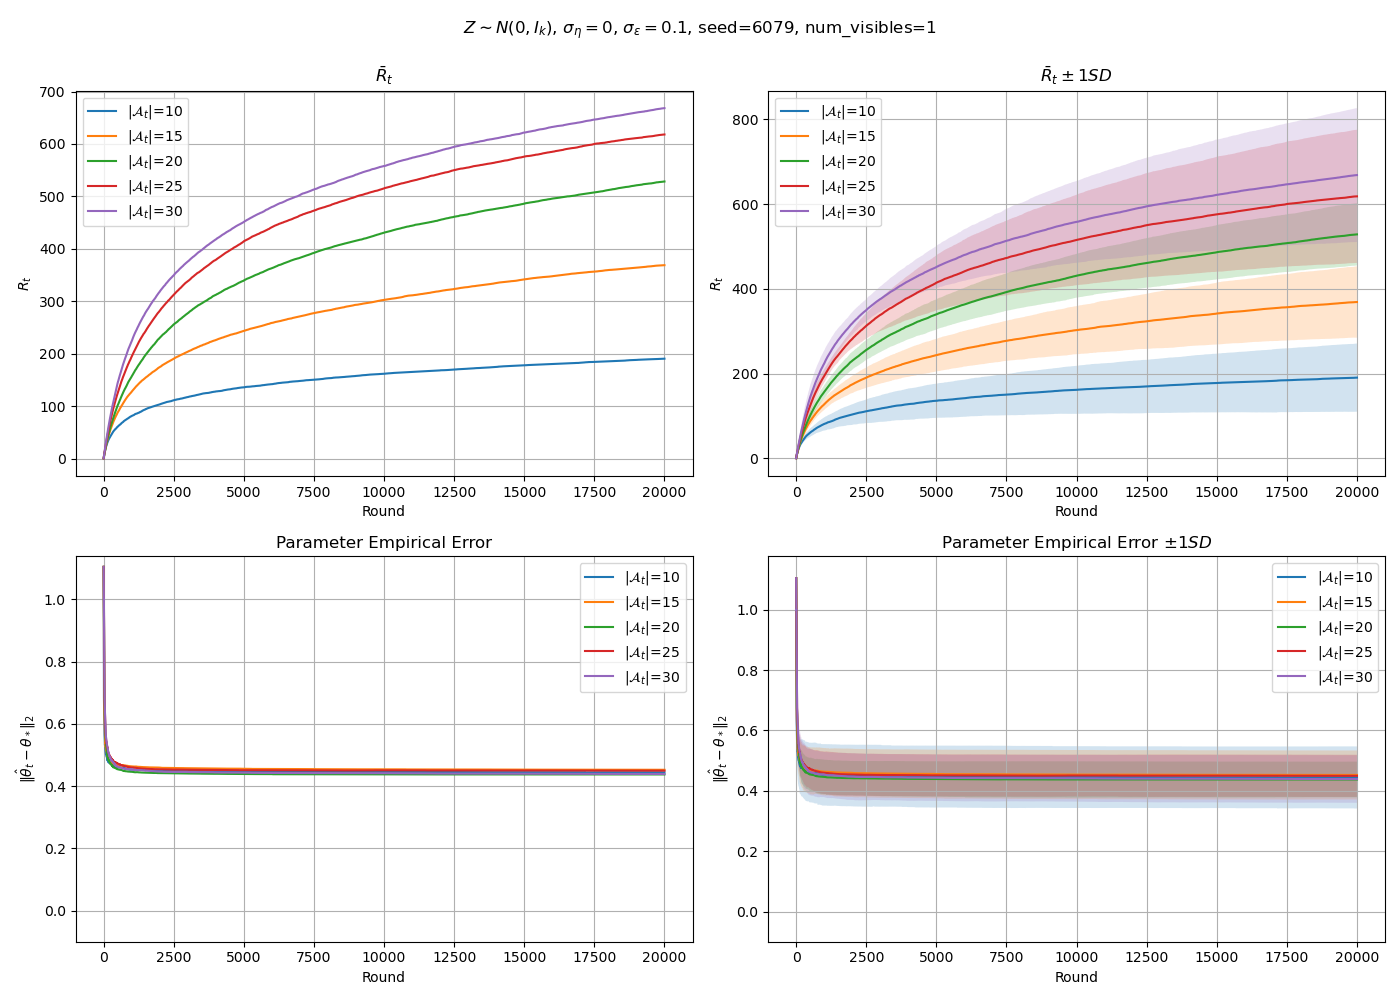 Z ∼ N(0, I_k), σ_η = 0, σ_ε = 0.1, seed=6079, num_visibles=1
R̄_t
R_t
700
600
500
400
300
200
100
0
|𝒜_t|=10
|𝒜_t|=15
|𝒜_t|=20
|𝒜_t|=25
|𝒜_t|=30
0 2500 5000 7500 10000 12500 15000 17500 20000
Round
R̄_t ± 1SD
R_t
800
600
400
200
0
|𝒜_t|=10
|𝒜_t|=15
|𝒜_t|=20
|𝒜_t|=25
|𝒜_t|=30
0 2500 5000 7500 10000 12500 15000 17500 20000
Round
Parameter Empirical Error
‖θ̂_t − θ_*‖_2
1.0
0.8
0.6
0.4
0.2
0.0
|𝒜_t|=10
|𝒜_t|=15
|𝒜_t|=20
|𝒜_t|=25
|𝒜_t|=30
0 2500 5000 7500 10000 12500 15000 17500 20000
Round
Parameter Empirical Error ±1SD
‖θ̂_t − θ_*‖_2
1.0
0.8
0.6
0.4
0.2
0.0
|𝒜_t|=10
|𝒜_t|=15
|𝒜_t|=20
|𝒜_t|=25
|𝒜_t|=30
0 2500 5000 7500 10000 12500 15000 17500 20000
Round